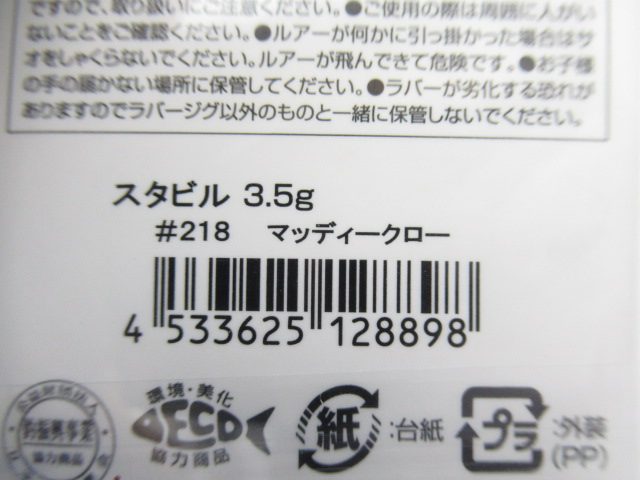 ですので、取り扱いにご注意ください。●ご使用の際は周囲に人がい
ないことをご確認ください。●ルアーが何かに引っ掛かった場合はサ
オをしゃくらないでください。ルアーが飛んできて危険です。●お子様
の手の届かない場所に保管してください。●ラバーが劣化する恐れが
ありますのでラバージグ以外のものと一緒に保管しないでください。
スタビル 3.5g
#218 マッディークロー
4 533625 128898
釣振興事業
協力商品
環境・美化
ECO
協力商品
紙
:台紙
プラ
:外装
(PP)